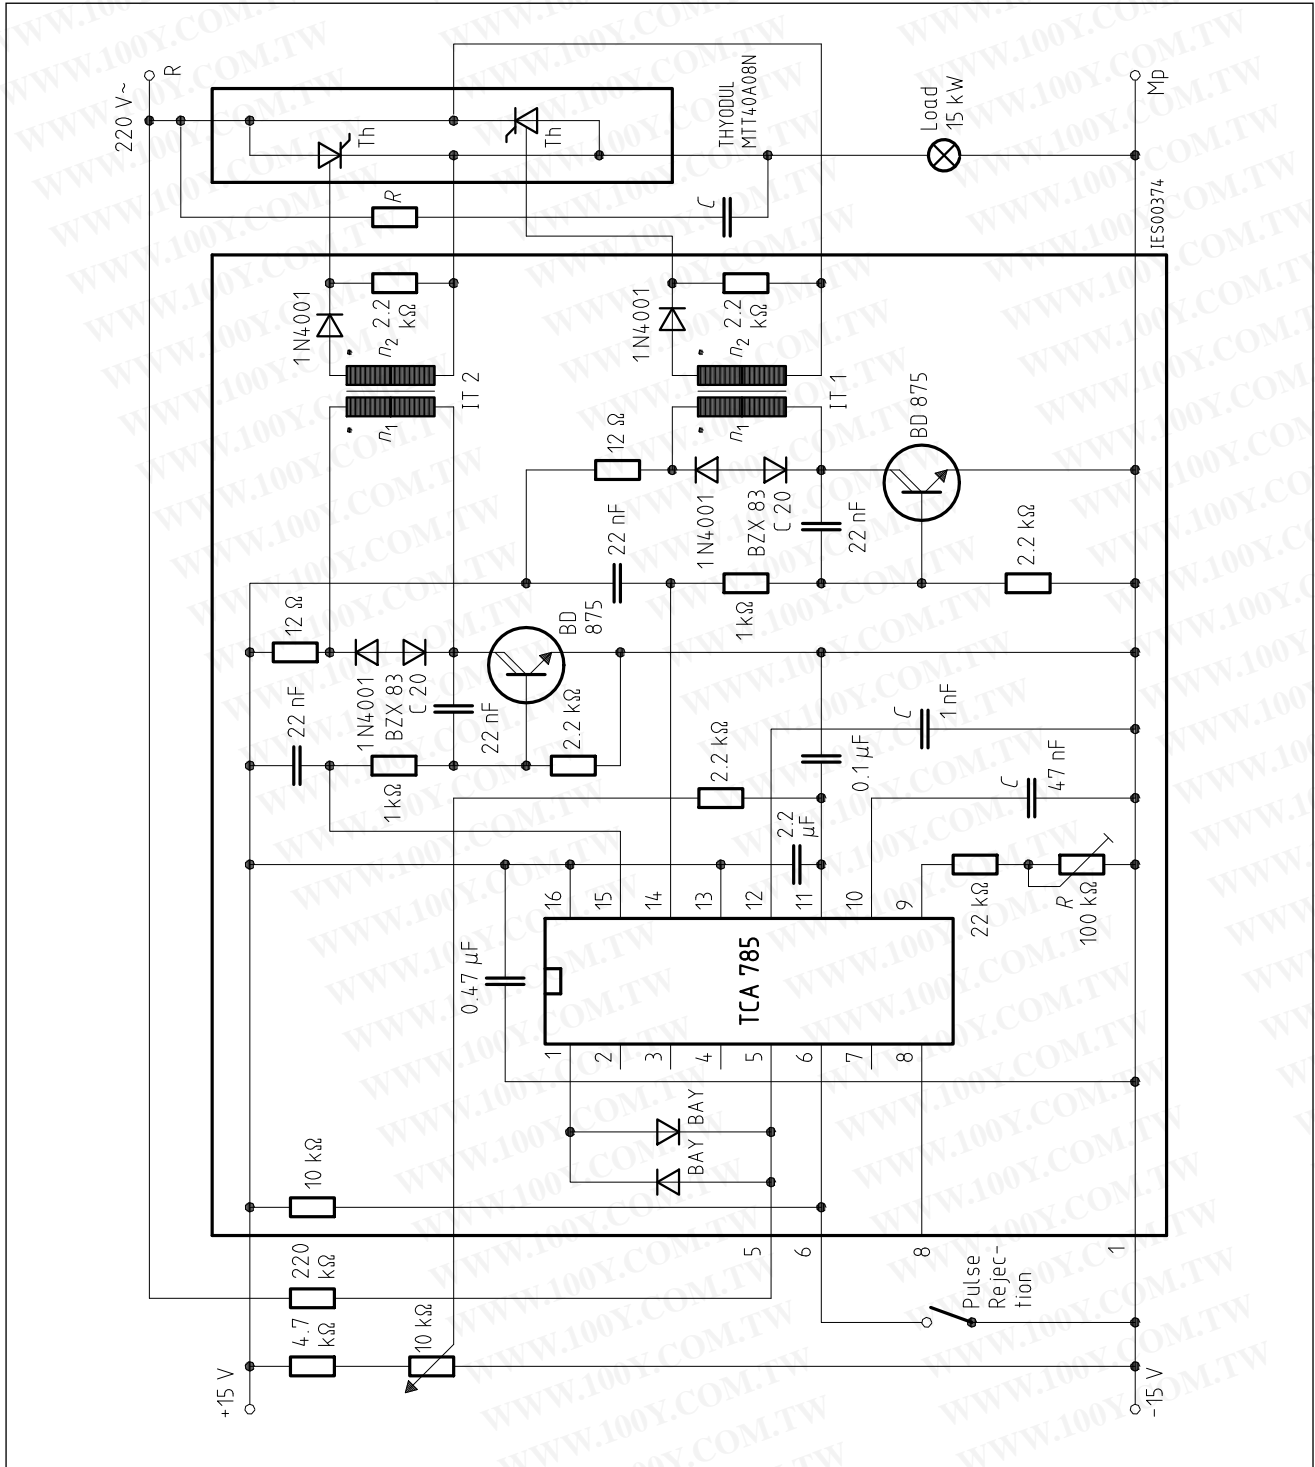 220 V~
R
Th
Th
THYODUL
MTT40A08N
Load
15 kW
Mp
IES00374
R
C
1N4001
2.2
kΩ
n2
n1
IT 2
1N4001
2.2
kΩ
n2
n1
IT 1
12 Ω
22 nF
1N4001
BZX 83
C 20
22 nF
BD 875
1 kΩ
2.2 kΩ
12 Ω
22 nF
1N4001
BZX 83
C 20
22 nF
BD
875
1 kΩ
2.2 kΩ
2.2 kΩ
0.1 µF
C
1 nF
C
47 nF
2.2
µF
0.47 µF
16
15
14
13
12
11
10
9
22 kΩ
R
100 kΩ
TCA 785
1
2
3
4
5
6
7
8
BAY BAY
10 kΩ
5
6
8
1
220
kΩ
4.7
kΩ
10 kΩ
Pulse
Rejec-
tion
+15 V
-15 V
WWW.100Y.COM.TW